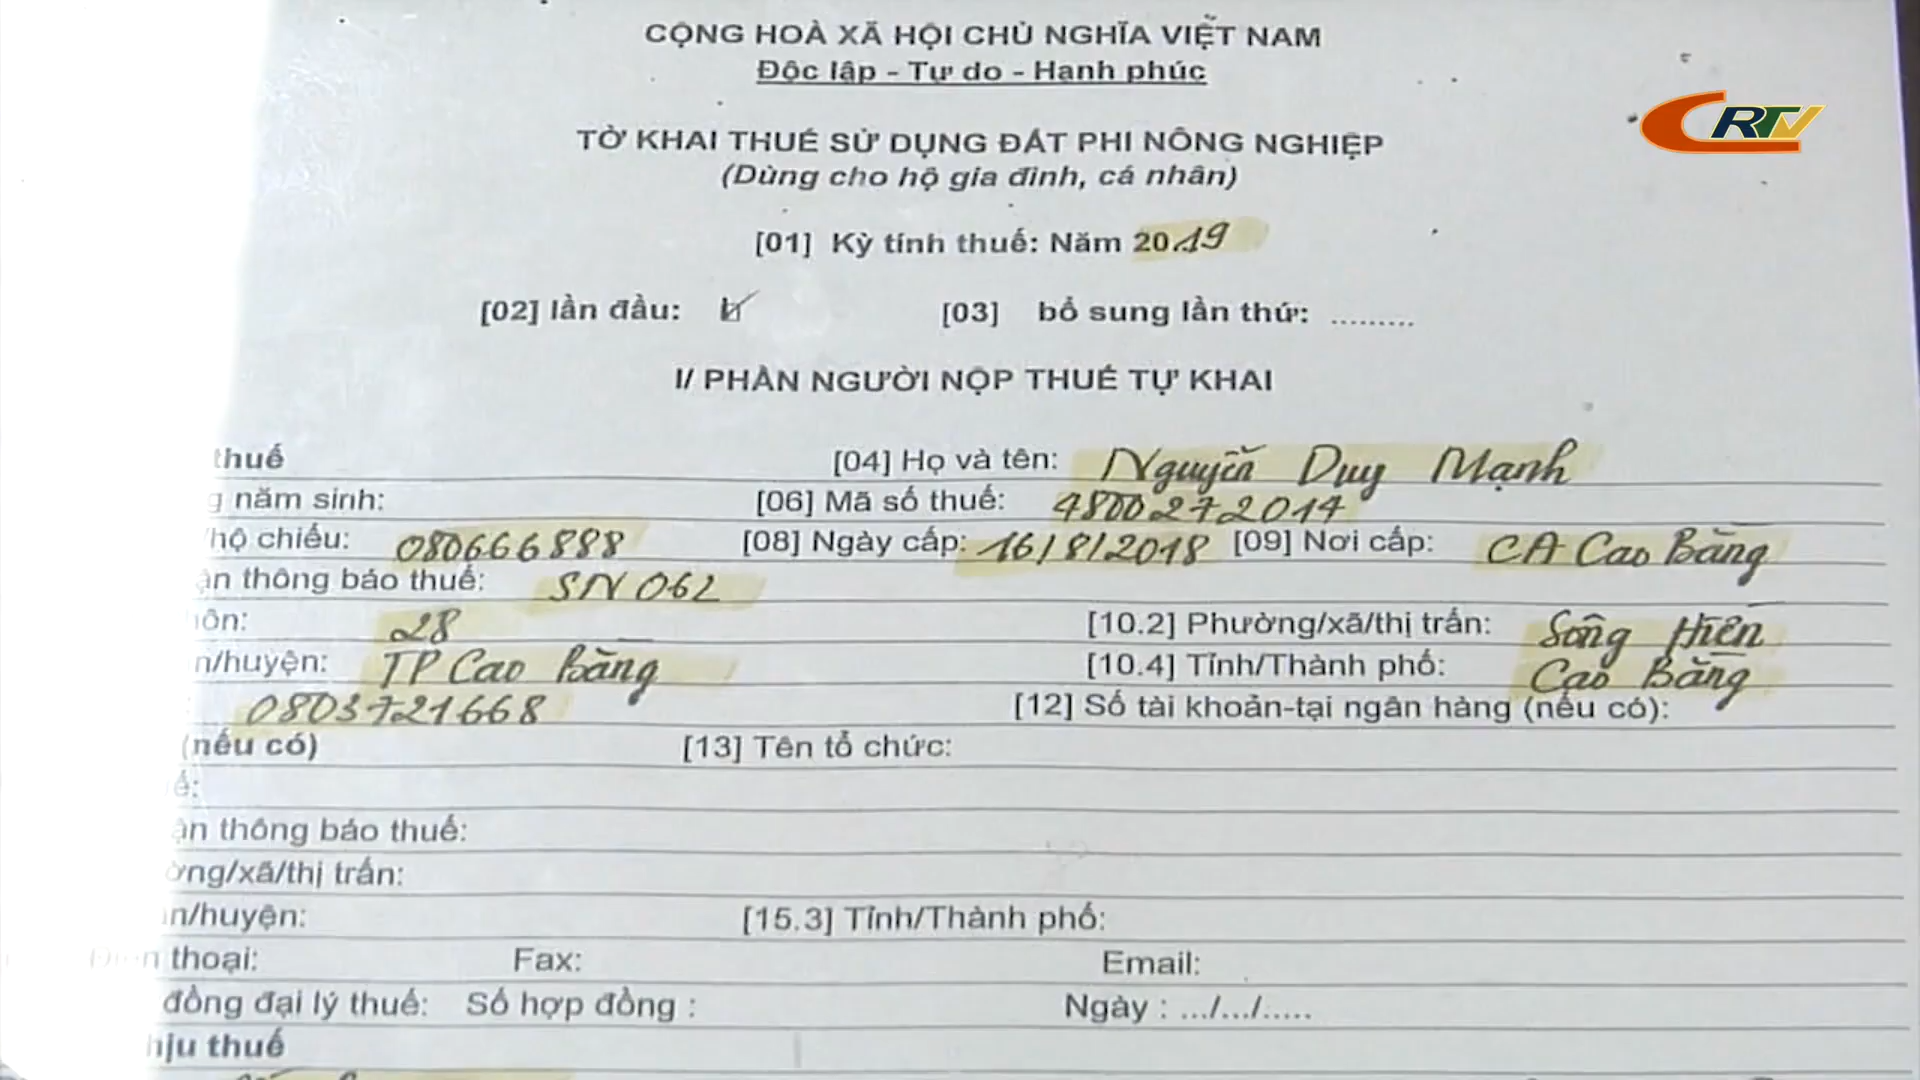 CỘNG HOÀ XÃ HỘI CHỦ NGHĨA VIỆT NAM
Độc lập - Tự do - Hạnh phúc
CRTV
TỜ KHAI THUẾ SỬ DỤNG ĐẤT PHI NÔNG NGHIỆP
(Dùng cho hộ gia đình, cá nhân)
[01] Kỳ tính thuế: Năm 2019
[02] lần đầu: [03] bổ sung lần thứ: .........
I/ PHẦN NGƯỜI NỘP THUẾ TỰ KHAI
thuế [04] Họ và tên: Nguyễn Duy Mạnh
năm sinh: [06] Mã số thuế: 4800272014
hộ chiếu: 080666888 [08] Ngày cấp: 16/8/2018 [09] Nơi cấp: CA Cao Bằng
ận thông báo thuế: SN 062
hôn: 28 [10.2] Phường/xã/thị trấn: Sông Hiến
n/huyện: TP Cao Bằng [10.4] Tỉnh/Thành phố: Cao Bằng
0803721668 [12] Số tài khoản-tại ngân hàng (nếu có):
(nếu có) [13] Tên tổ chức:
ế:
ận thông báo thuế:
ờng/xã/thị trấn:
n/huyện: [15.3] Tỉnh/Thành phố:
Điện thoại: Fax: Email:
đồng đại lý thuế: Số hợp đồng : Ngày : .../.../.....
hịu thuế